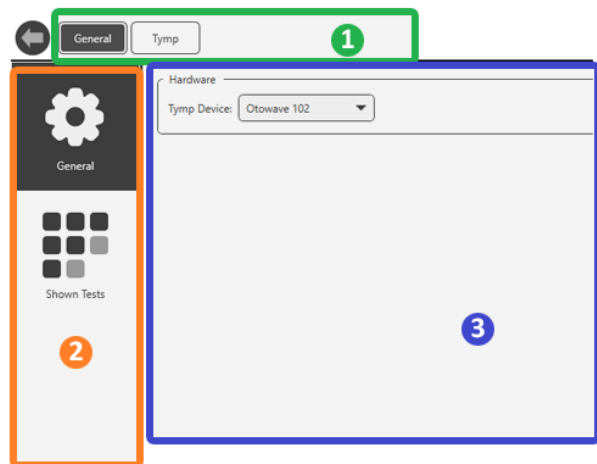 General
Tymp
1
Hardware
Tymp Device:
Otowave 102
General
Shown Tests
2
3